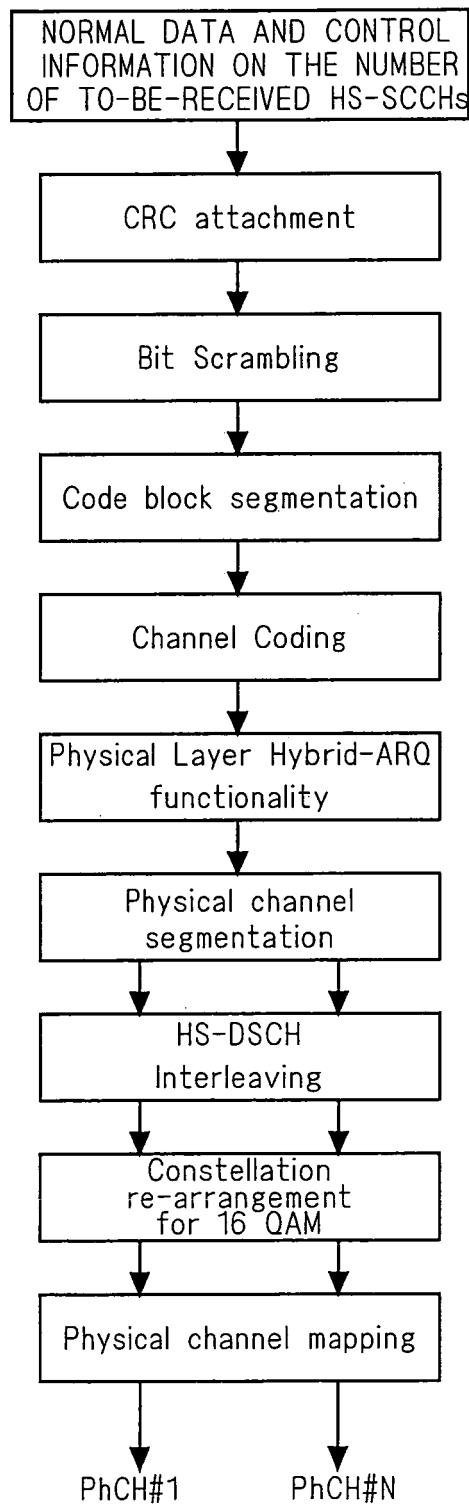 NORMAL DATA AND CONTROL
INFORMATION ON THE NUMBER
OF TO-BE-RECEIVED HS-SCCHs
CRC attachment
Bit Scrambling
Code block segmentation
Channel Coding
Physical Layer Hybrid-ARQ
functionality
Physical channel
segmentation
HS-DSCH
Interleaving
Constellation
re-arrangement
for 16 QAM
Physical channel mapping
PhCH#1 PhCH#N